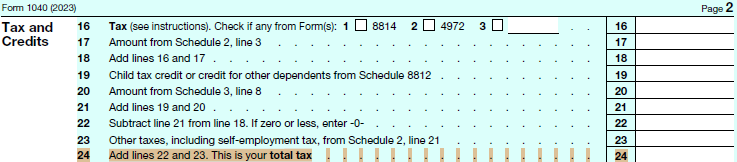 Form 1040 (2023) Page 2
Tax and Credits
16 Tax (see instructions). Check if any from Form(s): 1 8814 2 4972 3 . . 16
17 Amount from Schedule 2, line 3 . . . . . . . . . . . . . . . . . . . . 17
18 Add lines 16 and 17 . . . . . . . . . . . . . . . . . . . . . . . . 18
19 Child tax credit or credit for other dependents from Schedule 8812 . . . . . . . . . . 19
20 Amount from Schedule 3, line 8 . . . . . . . . . . . . . . . . . . . . 20
21 Add lines 19 and 20 . . . . . . . . . . . . . . . . . . . . . . . . 21
22 Subtract line 21 from line 18. If zero or less, enter -0- . . . . . . . . . . . . . . 22
23 Other taxes, including self-employment tax, from Schedule 2, line 21 . . . . . . . . . 23
24 Add lines 22 and 23. This is your total tax . . . . . . . . . . . . . . . . . 24